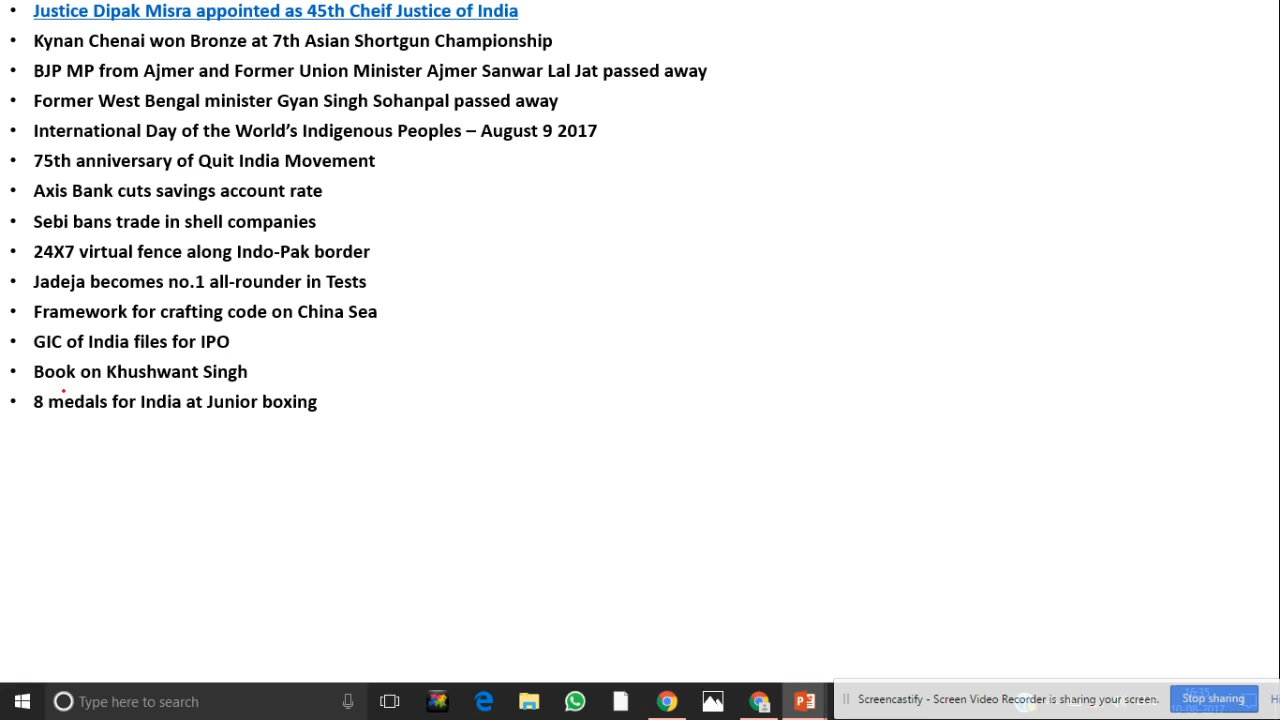 • Justice Dipak Misra appointed as 45th Cheif Justice of India
• Kynan Chenai won Bronze at 7th Asian Shortgun Championship
• BJP MP from Ajmer and Former Union Minister Ajmer Sanwar Lal Jat passed away
• Former West Bengal minister Gyan Singh Sohanpal passed away
• International Day of the World’s Indigenous Peoples – August 9 2017
• 75th anniversary of Quit India Movement
• Axis Bank cuts savings account rate
• Sebi bans trade in shell companies
• 24X7 virtual fence along Indo-Pak border
• Jadeja becomes no.1 all-rounder in Tests
• Framework for crafting code on China Sea
• GIC of India files for IPO
• Book on Khushwant Singh
• 8 medals for India at Junior boxing
Type here to search
Screencastify - Screen Video Recorder is sharing your screen.
Stop sharing
H
16:35
10-08-2017